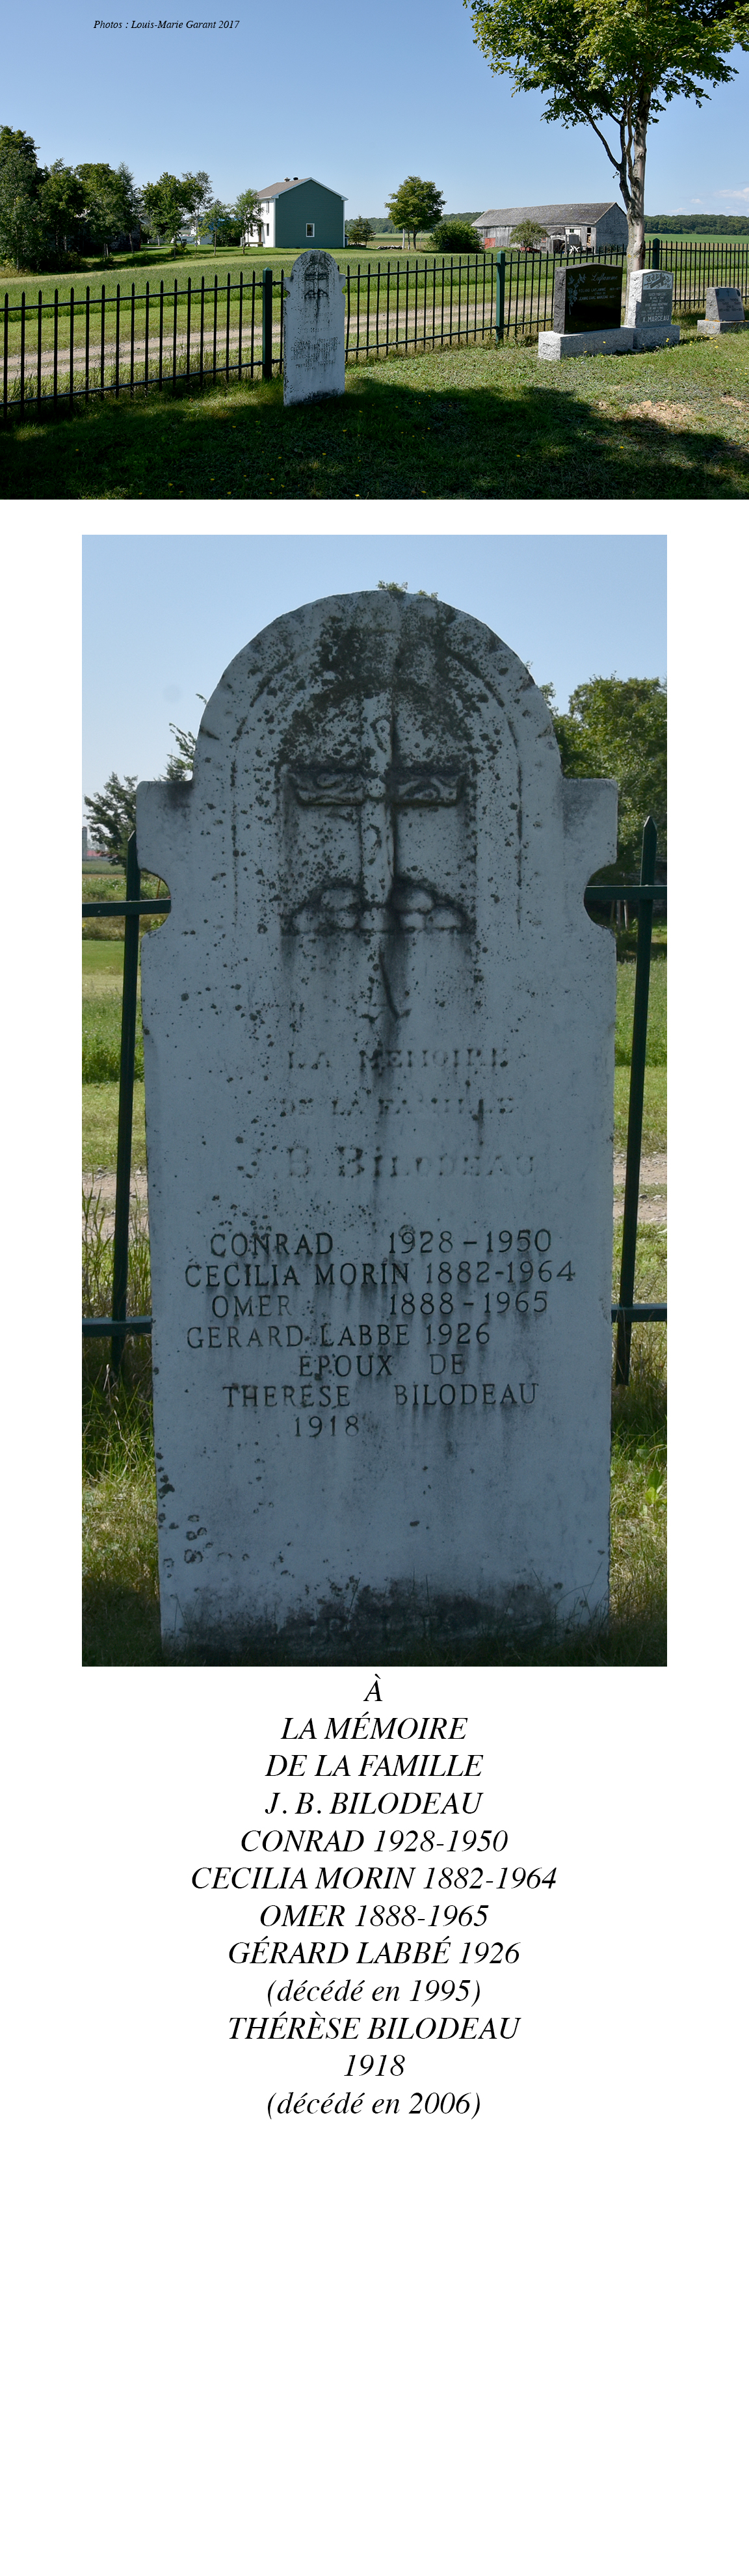 Photos : Louis-Marie Garant 2017
LA MEMOIRE
DE LA FAMILLE
B. BILODEAU
CONRAD 1928-1950
CECILIA MORIN 1882-1964
OMER 1888-1965
GERARD LABBE 1926
EPOUX DE
THERESE BILODEAU
1918
À
LA MÉMOIRE
DE LA FAMILLE
J. B. BILODEAU
CONRAD 1928-1950
CECILIA MORIN 1882-1964
OMER 1888-1965
GÉRARD LABBÉ 1926
(décédé en 1995)
THÉRÈSE BILODEAU
1918
(décédé en 2006)